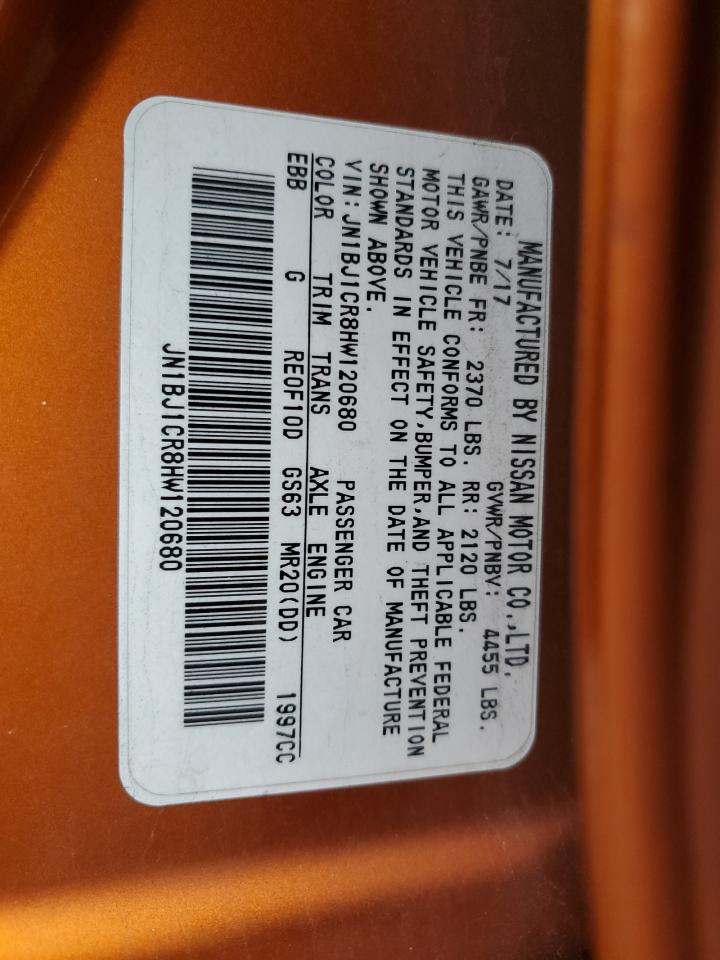 MANUFACTURED BY NISSAN MOTOR CO.,LTD.
DATE: 7/17 GVWR/PNBV: 4455 LBS.
GAWR/PNBE FR: 2370 LBS. RR: 2120 LBS.
THIS VEHICLE CONFORMS TO ALL APPLICABLE FEDERAL
MOTOR VEHICLE SAFETY,BUMPER,AND THEFT PREVENTION
STANDARDS IN EFFECT ON THE DATE OF MANUFACTURE
SHOWN ABOVE.
VIN: JN1BJ1CR8HW120680 PASSENGER CAR
COLOR TRIM TRANS AXLE ENGINE
EBB G RE0F10D GS63 MR20(DD) 1997CC
JN1BJ1CR8HW120680